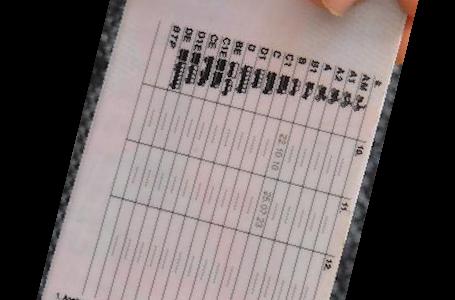 9. 10. 11. 12.
AM
A1
A2
A
B1
B 22.10.10 25.07.23
C1
C
D1
D
BE
C1E
CE
D1E
DE
BTP